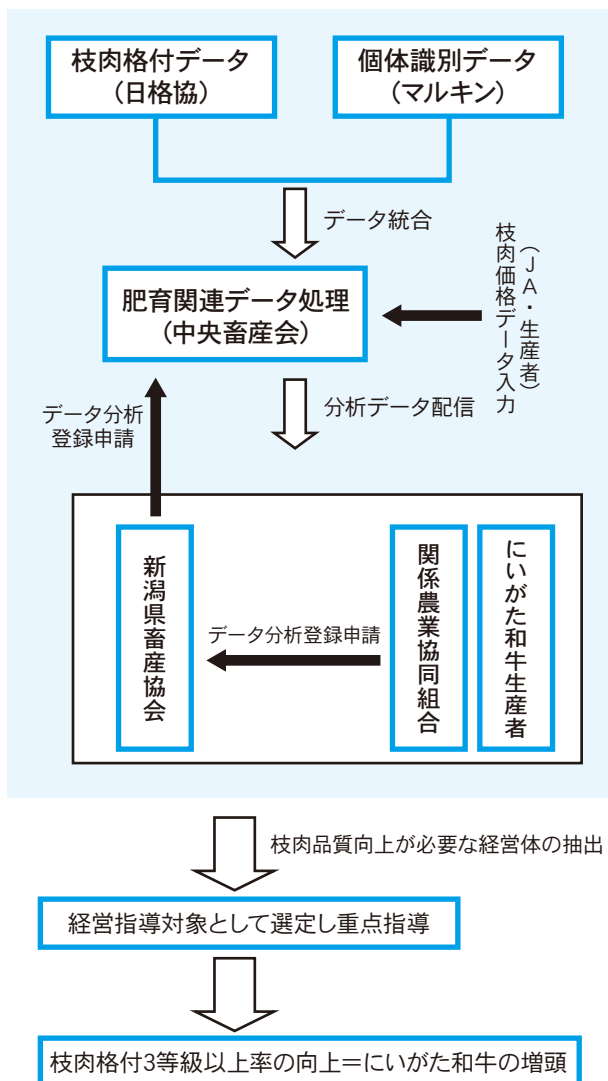 枝肉格付データ
（日格協）
個体識別データ
（マルキン）
データ統合
枝肉価格データ入力
（ＪＡ・生産者）
肥育関連データ処理
（中央畜産会）
データ分析
登録申請
分析データ配信
新潟県畜産協会
データ分析登録申請
関係農業協同組合
にいがた和牛生産者
枝肉品質向上が必要な経営体の抽出
経営指導対象として選定し重点指導
枝肉格付3等級以上率の向上＝にいがた和牛の増頭